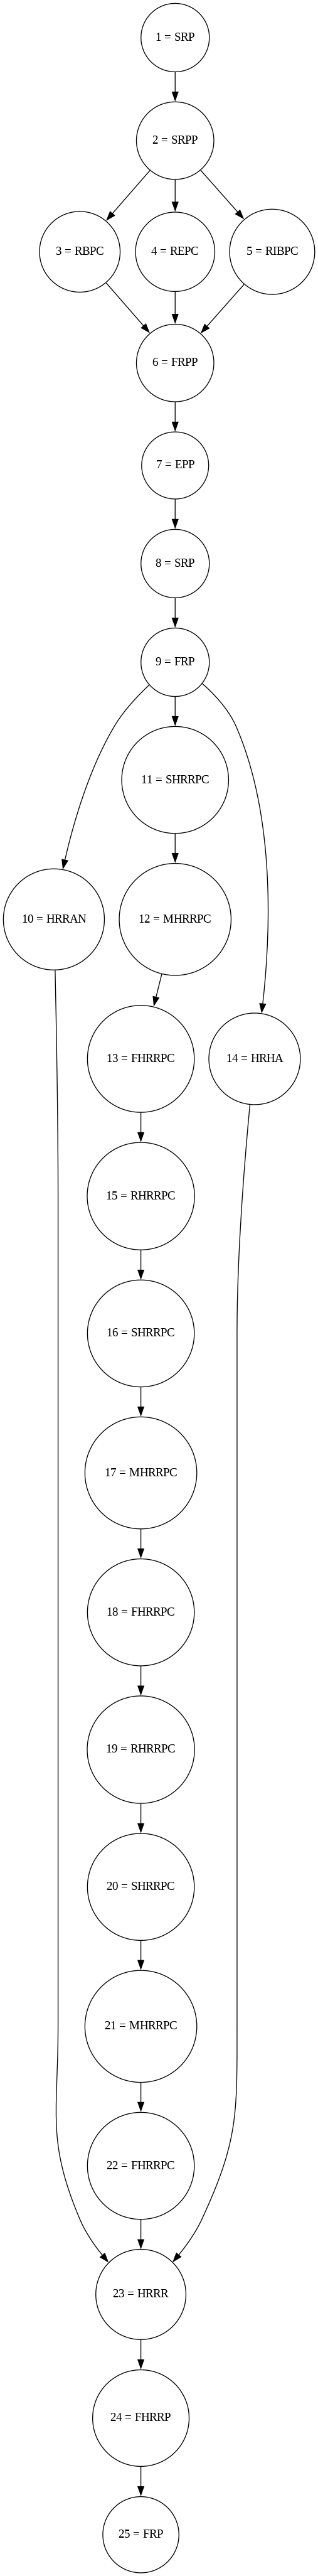 1 = SRP
2 = SRPP
3 = RBPC
4 = REPC
5 = RIBPC
6 = FRPP
7 = EPP
8 = SRP
9 = FRP
11 = SHRRPC
10 = HRRAN
12 = MHRRPC
13 = FHRRPC
14 = HRHA
15 = RHRRPC
16 = SHRRPC
17 = MHRRPC
18 = FHRRPC
19 = RHRRPC
20 = SHRRPC
21 = MHRRPC
22 = FHRRPC
23 = HRRR
24 = FHRRP
25 = FRP